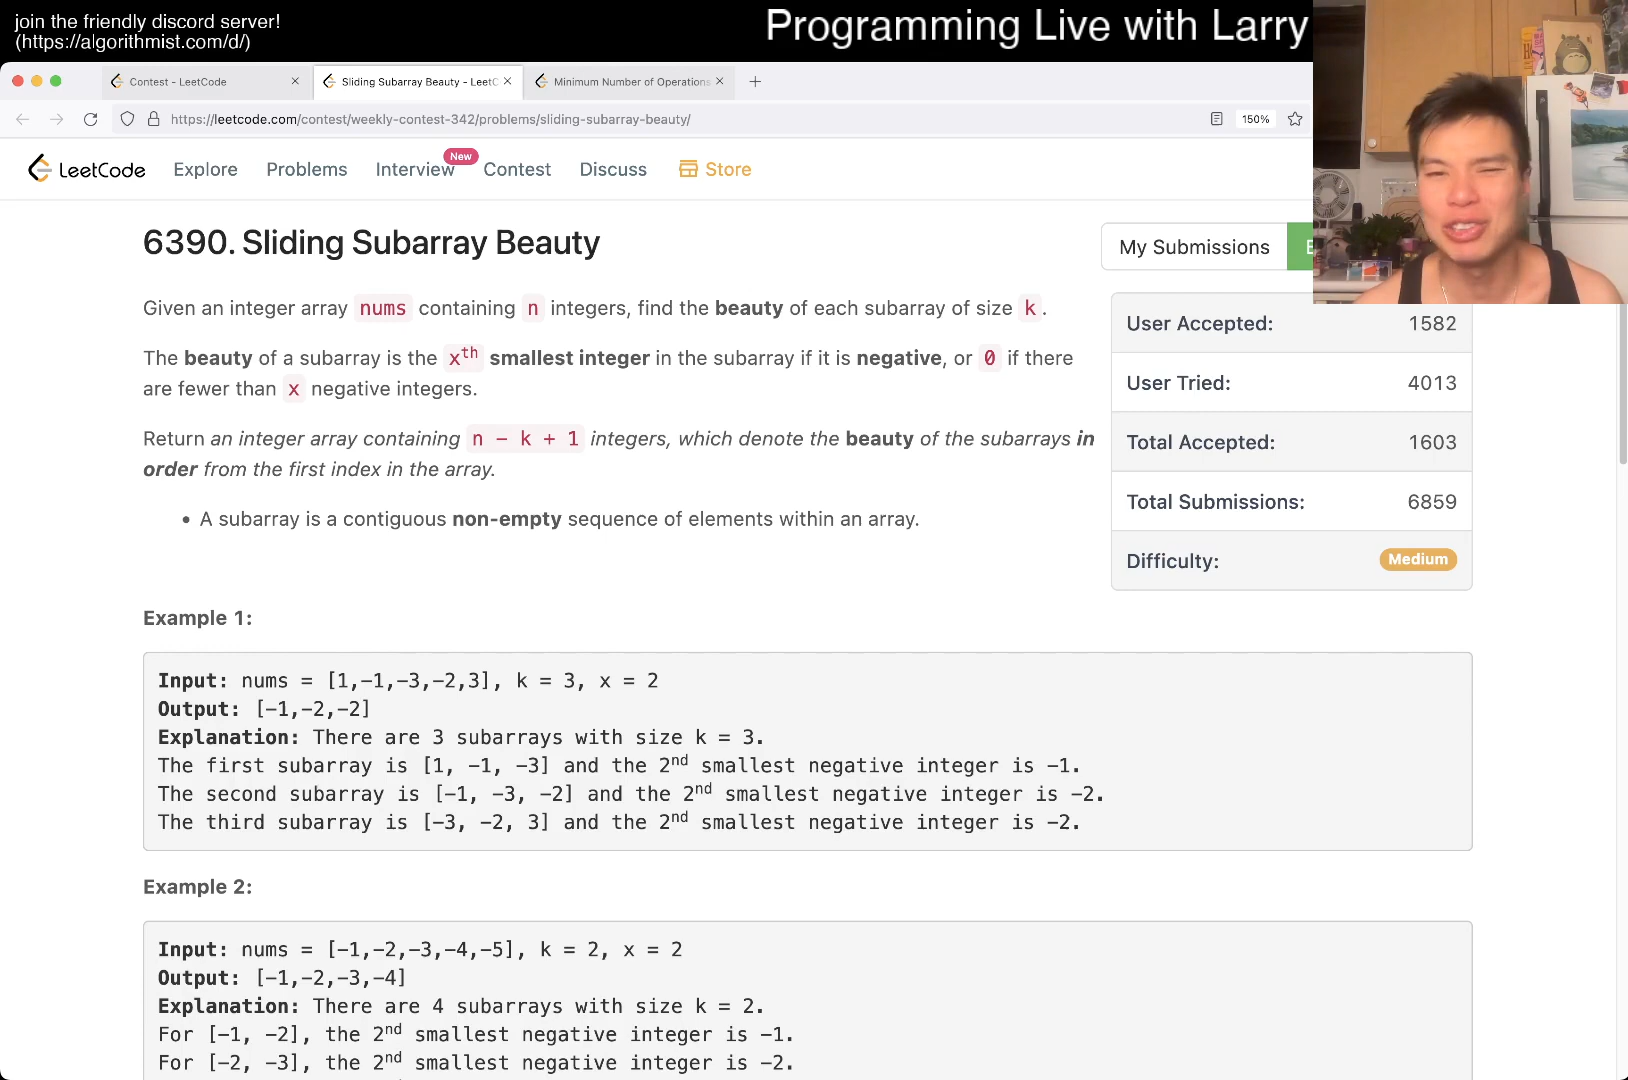 join the friendly discord server!
(https://algorithmist.com/d/)
Programming Live with Larry
Contest - LeetCode
Sliding Subarray Beauty - LeetC
Minimum Number of Operations
https://leetcode.com/contest/weekly-contest-342/problems/sliding-subarray-beauty/
150%
LeetCode
Explore
Problems
Interview
New
Contest
Discuss
Store
6390. Sliding Subarray Beauty
My Submissions
Given an integer array nums containing n integers, find the beauty of each subarray of size k.
The beauty of a subarray is the xth smallest integer in the subarray if it is negative, or 0 if there
are fewer than x negative integers.
Return an integer array containing n - k + 1 integers, which denote the beauty of the subarrays in
order from the first index in the array.
• A subarray is a contiguous non-empty sequence of elements within an array.
User Accepted: 1582
User Tried: 4013
Total Accepted: 1603
Total Submissions: 6859
Difficulty: Medium
Example 1:
Input: nums = [1,-1,-3,-2,3], k = 3, x = 2
Output: [-1,-2,-2]
Explanation: There are 3 subarrays with size k = 3.
The first subarray is [1, -1, -3] and the 2nd smallest negative integer is -1.
The second subarray is [-1, -3, -2] and the 2nd smallest negative integer is -2.
The third subarray is [-3, -2, 3] and the 2nd smallest negative integer is -2.
Example 2:
Input: nums = [-1,-2,-3,-4,-5], k = 2, x = 2
Output: [-1,-2,-3,-4]
Explanation: There are 4 subarrays with size k = 2.
For [-1, -2], the 2nd smallest negative integer is -1.
For [-2, -3], the 2nd smallest negative integer is -2.